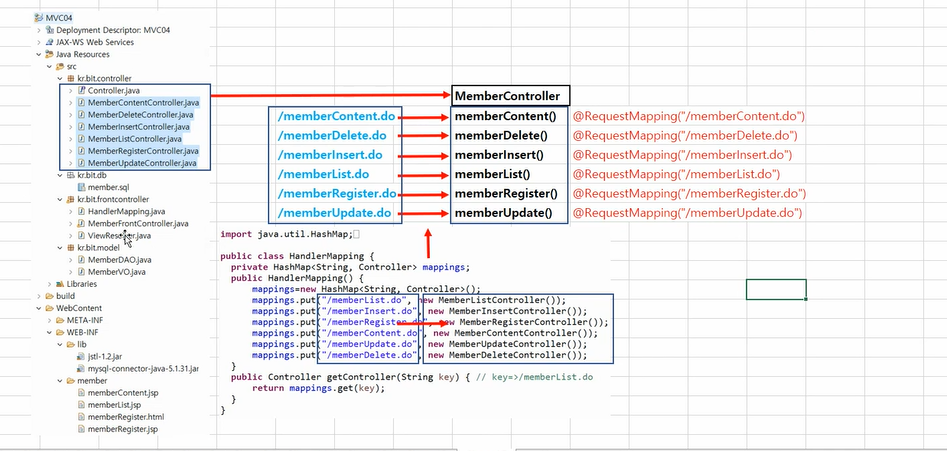 MVC04
Deployment Descriptor: MVC04
JAX-WS Web Services
Java Resources
src
kr.bit.controller
Controller.java
MemberContentController.java
MemberDeleteController.java
MemberInsertController.java
MemberListController.java
MemberRegisterController.java
MemberUpdateController.java
kr.bit.db
member.sql
kr.bit.frontcontroller
HandlerMapping.java
MemberFrontController.java
kr.bit.model
MemberDAO.java
MemberVO.java
Libraries
build
WebContent
META-INF
WEB-INF
lib
jstl-1.2.jar
mysql-connector-java-5.1.31.jar
member
memberContent.jsp
memberList.jsp
memberRegister.html
memberRegister.jsp
MemberController
/memberContent.do memberContent() @RequestMapping("/memberContent.do")
/memberDelete.do memberDelete() @RequestMapping("/memberDelete.do")
/memberInsert.do memberInsert() @RequestMapping("/memberInsert.do")
/memberList.do memberList() @RequestMapping("/memberList.do")
/memberRegister.do memberRegister() @RequestMapping("/memberRegister.do")
/memberUpdate.do memberUpdate() @RequestMapping("/memberUpdate.do")
import java.util.HashMap;
public class HandlerMapping {
private HashMap<String, Controller> mappings;
public HandlerMapping() {
mappings=new HashMap<String, Controller>();
mappings.put("/memberList.do", new MemberListController());
mappings.put("/memberInsert.do", new MemberInsertController());
mappings.put("/memberRegister.do", new MemberRegisterController());
mappings.put("/memberContent.do", new MemberContentController());
mappings.put("/memberUpdate.do", new MemberUpdateController());
mappings.put("/memberDelete.do", new MemberDeleteController());
}
public Controller getController(String key) { // key=>/memberList.do
return mappings.get(key);
}
}